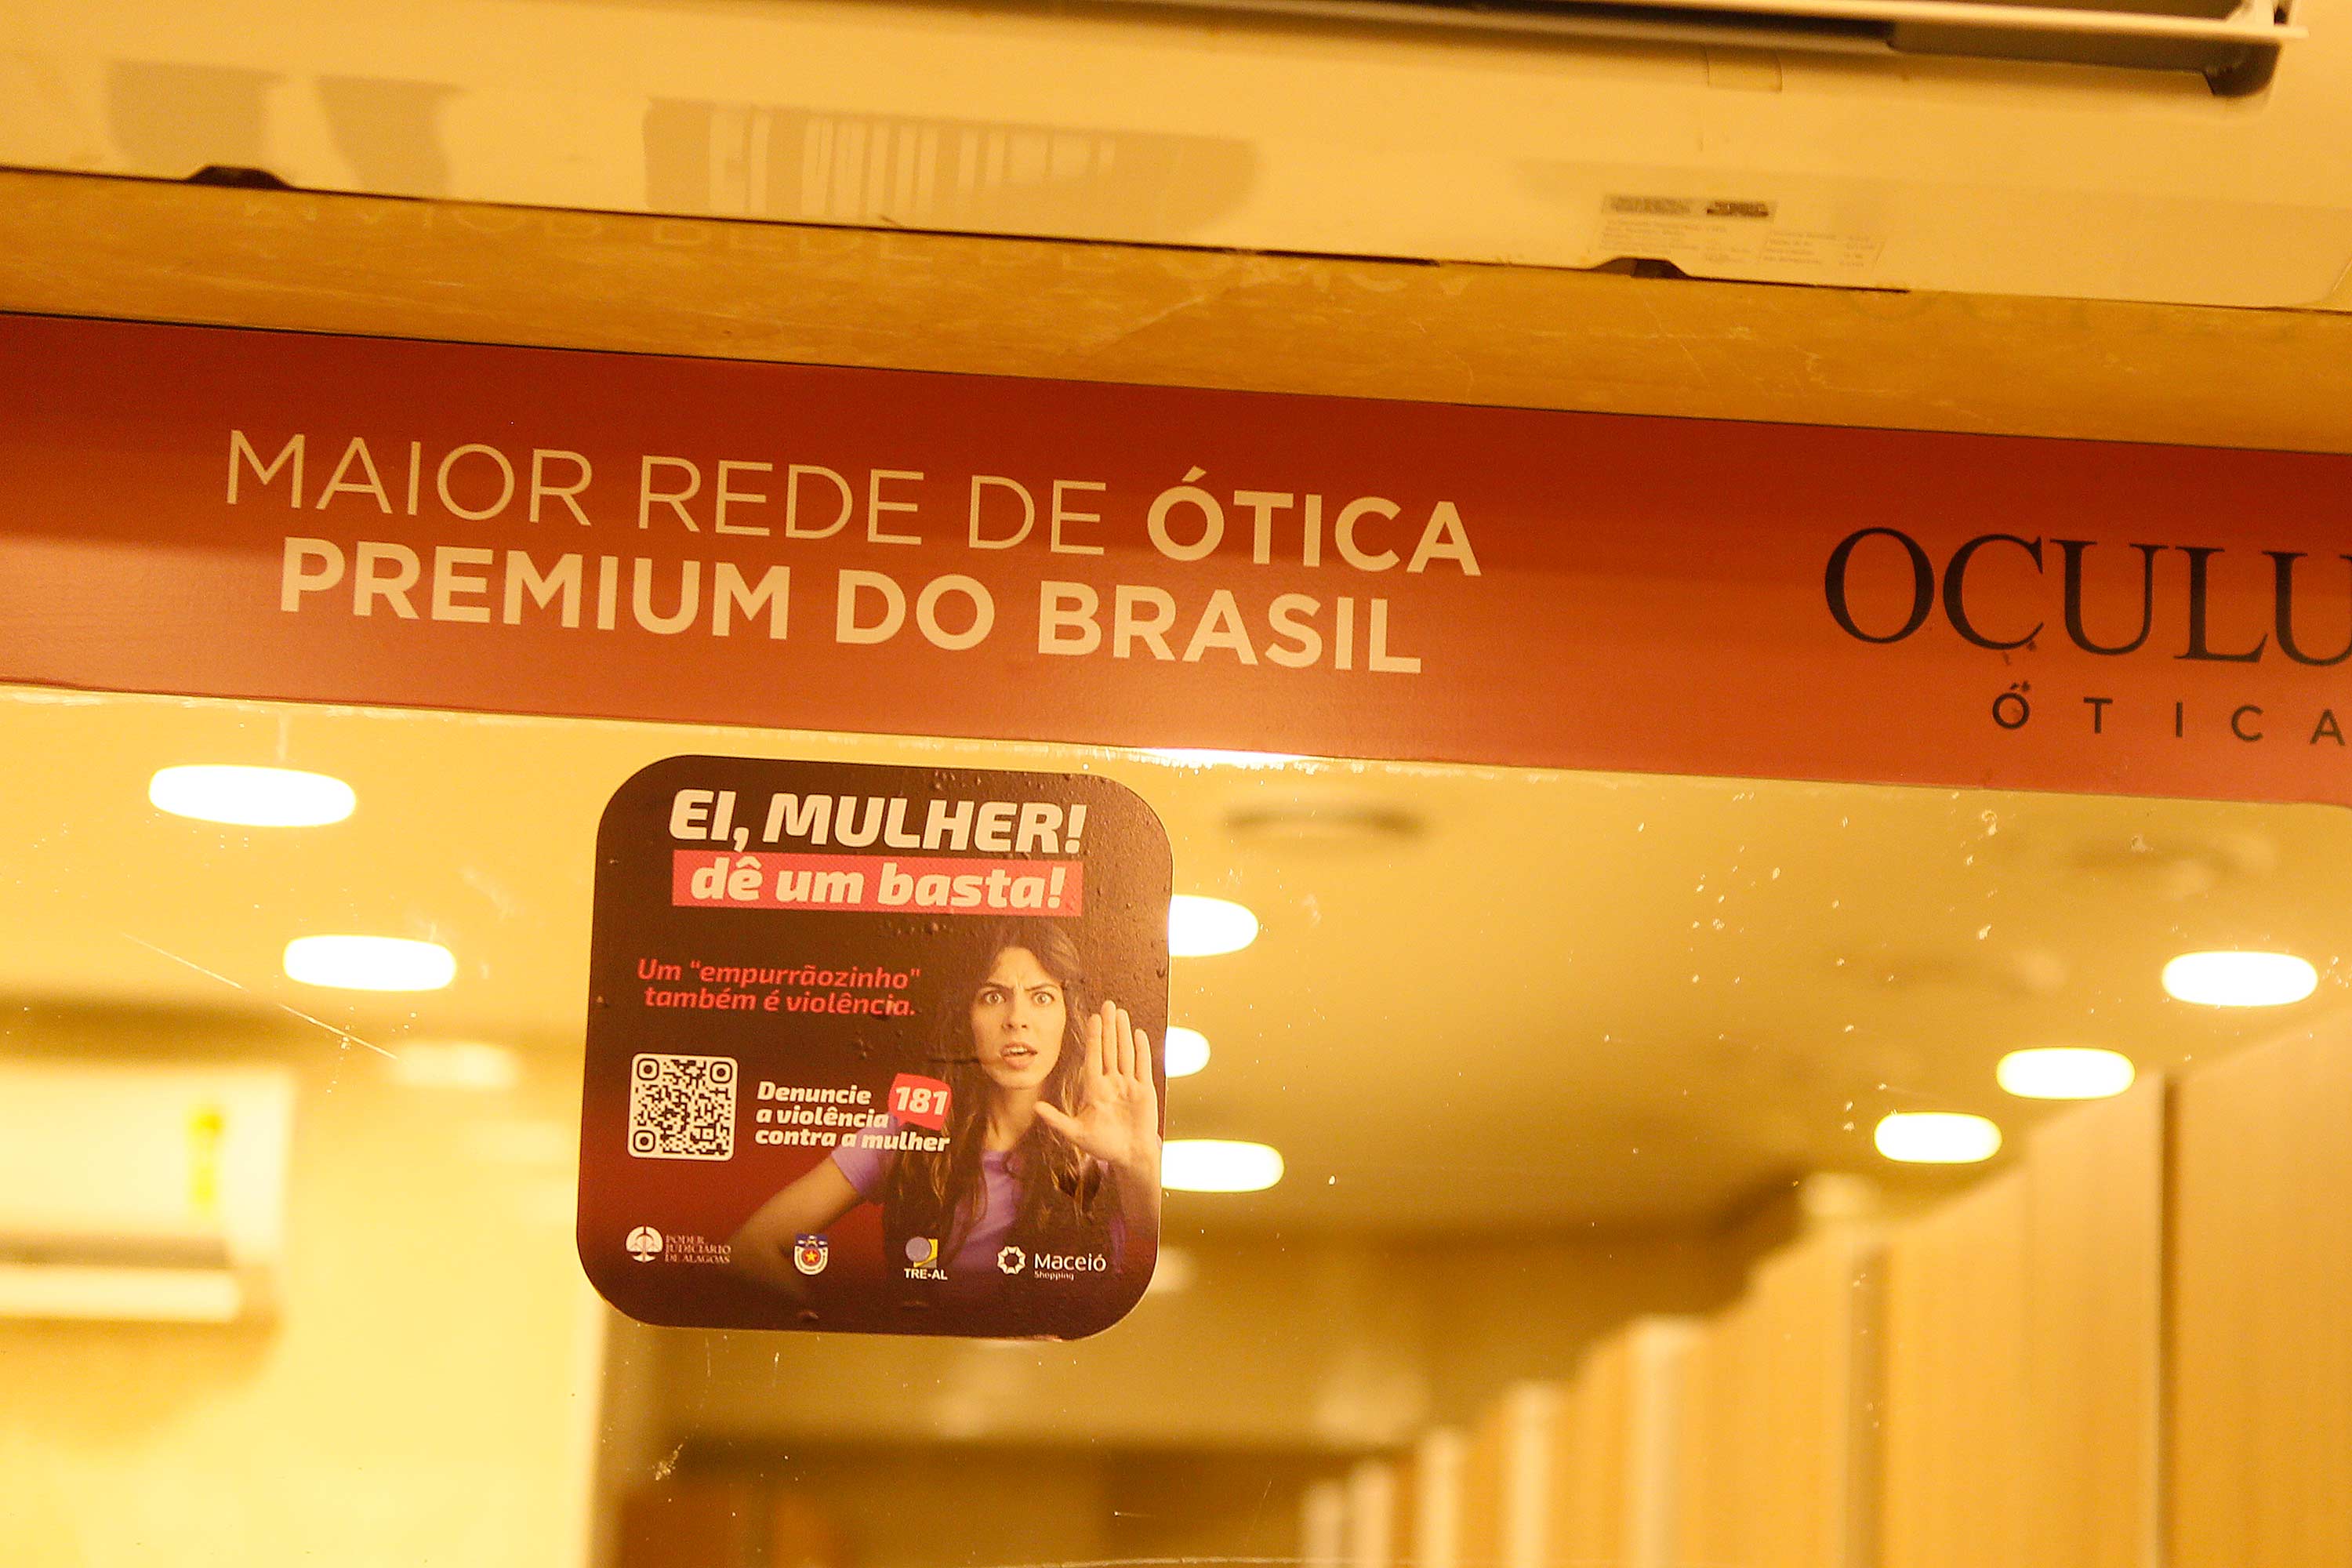 MAIOR REDE DE ÓTICA
PREMIUM DO BRASIL
OCULU
ÓTICA
EI, MULHER!
dê um basta!
Um "empurrãozinho"
também é violência.
Denuncie 181
a violência
contra a mulher
PODER
JUDICIÁRIO
DE ALAGOAS
TRE-AL
Maceió
Shopping